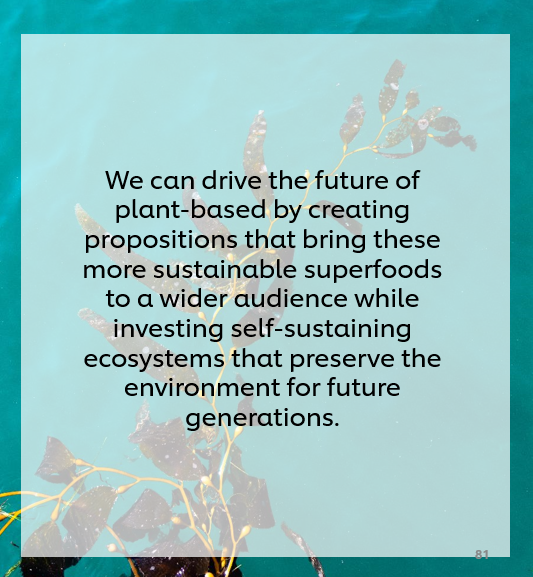 We can drive the future of
plant-based by creating
propositions that bring these
more sustainable superfoods
to a wider audience while
investing self-sustaining
ecosystems that preserve the
environment for future
generations.
81